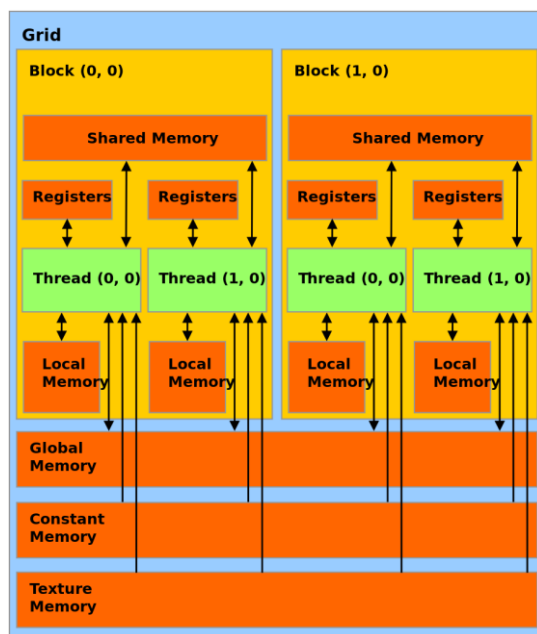 Grid
Block (0, 0)
Block (1, 0)
Shared Memory
Shared Memory
Registers
Registers
Registers
Registers
Thread (0, 0)
Thread (1, 0)
Thread (0, 0)
Thread (1, 0)
Local
Memory
Local
Memory
Local
Memory
Local
Memory
Global
Memory
Constant
Memory
Texture
Memory